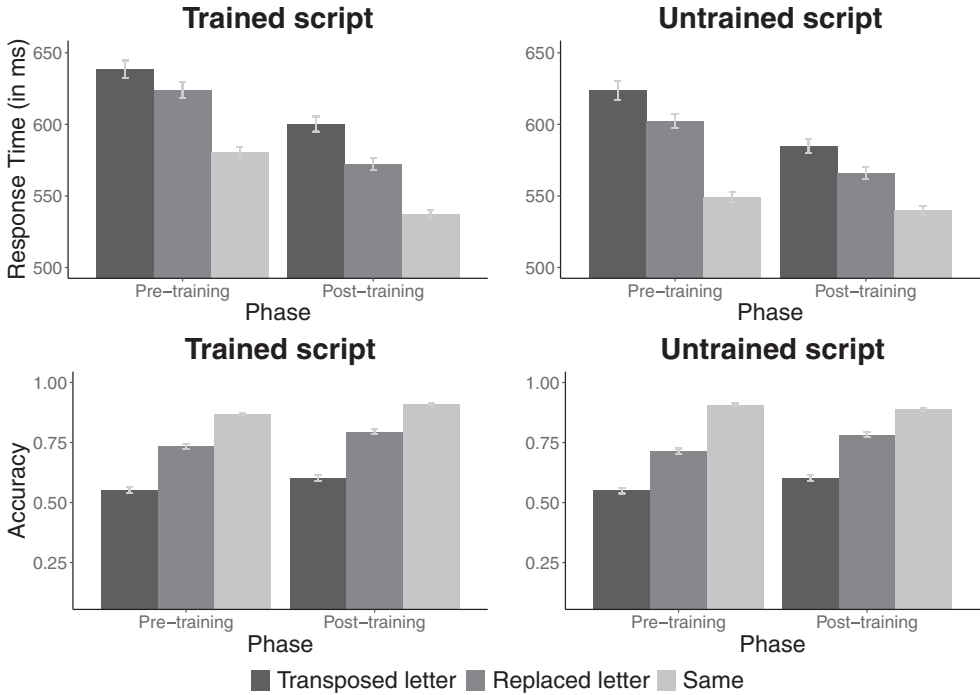 Trained script
Untrained script
Response Time (in ms)
650
600
550
500
650
600
550
500
Pre−training
Post−training
Pre−training
Post−training
Phase
Phase
Trained script
Untrained script
Accuracy
1.00
0.75
0.50
0.25
1.00
0.75
0.50
0.25
Pre−training
Post−training
Pre−training
Post−training
Phase
Phase
Transposed letter Replaced letter Same